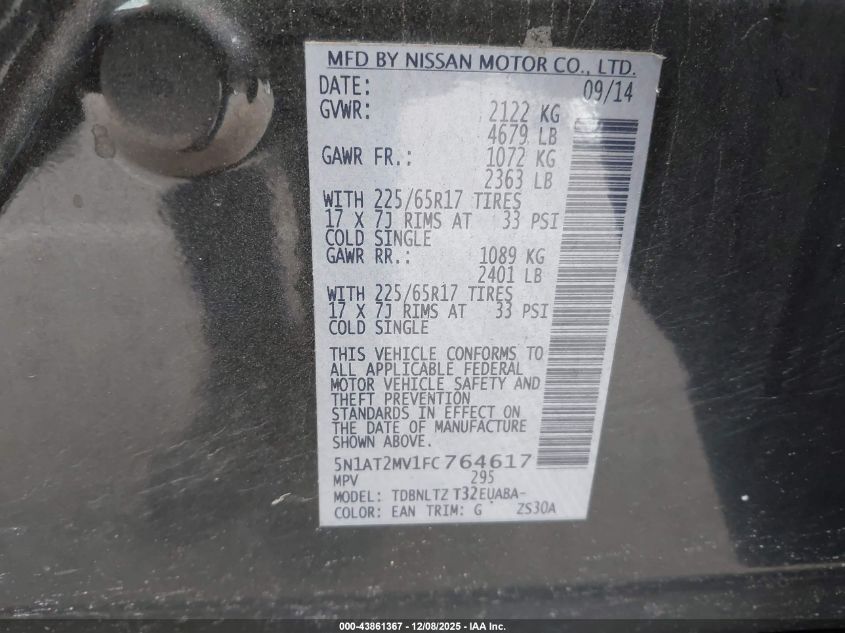 MFD BY NISSAN MOTOR CO., LTD.
DATE: 09/14
GVWR: 2122 KG
4679 LB
GAWR FR.: 1072 KG
2363 LB
WITH 225/65R17 TIRES
17 X 7J RIMS AT 33 PSI
COLD SINGLE
GAWR RR.: 1089 KG
2401 LB
WITH 225/65R17 TIRES
17 X 7J RIMS AT 33 PSI
COLD SINGLE
THIS VEHICLE CONFORMS TO
ALL APPLICABLE FEDERAL
MOTOR VEHICLE SAFETY AND
THEFT PREVENTION
STANDARDS IN EFFECT ON
THE DATE OF MANUFACTURE
SHOWN ABOVE.
5N1AT2MV1FC764617
MPV 295
MODEL: TDBNLTZ T32EUABA-
COLOR: EAN TRIM: G ZS30A
000-43861367 - 12/08/2025 - IAA Inc.